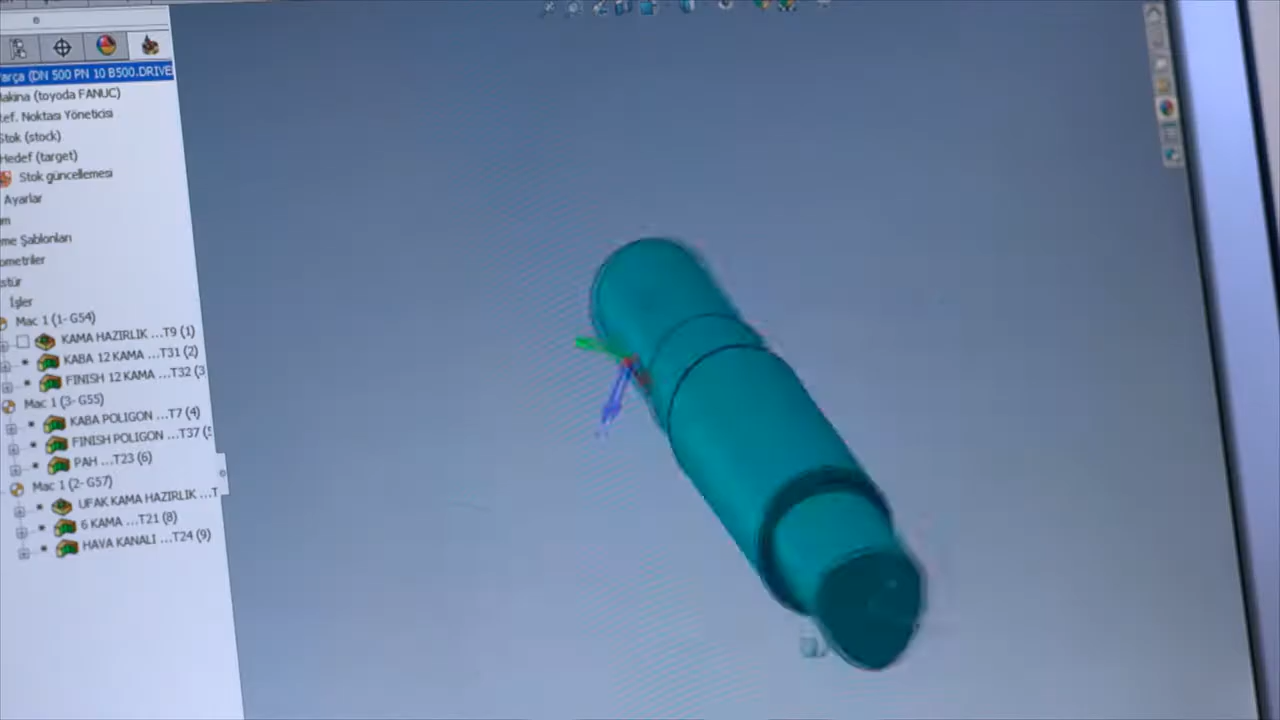 arça (DN 500 PN 10 B500.DRIVE
akina (toyoda FANUC)
ef. Noktası Yöneticisi
Stok (stock)
Hedef (target)
Stok güncellemesi
Ayarlar
me Şablonları
ometriler
İşler
Mac 1 (1- G54)
KAMA HAZIRLIK ...T9 (1)
KABA 12 KAMA ...T31 (2)
FINISH 12 KAMA ...T32 (3
Mac 1 (3- G55)
KABA POLIGON ...T7 (4)
FINISH POLIGON ...T37 (5
PAH ...T23 (6)
Mac 1 (2- G57)
UFAK KAMA HAZIRLIK ...T
6 KAMA ...T21 (8)
HAVA KANALI ...T24 (9)